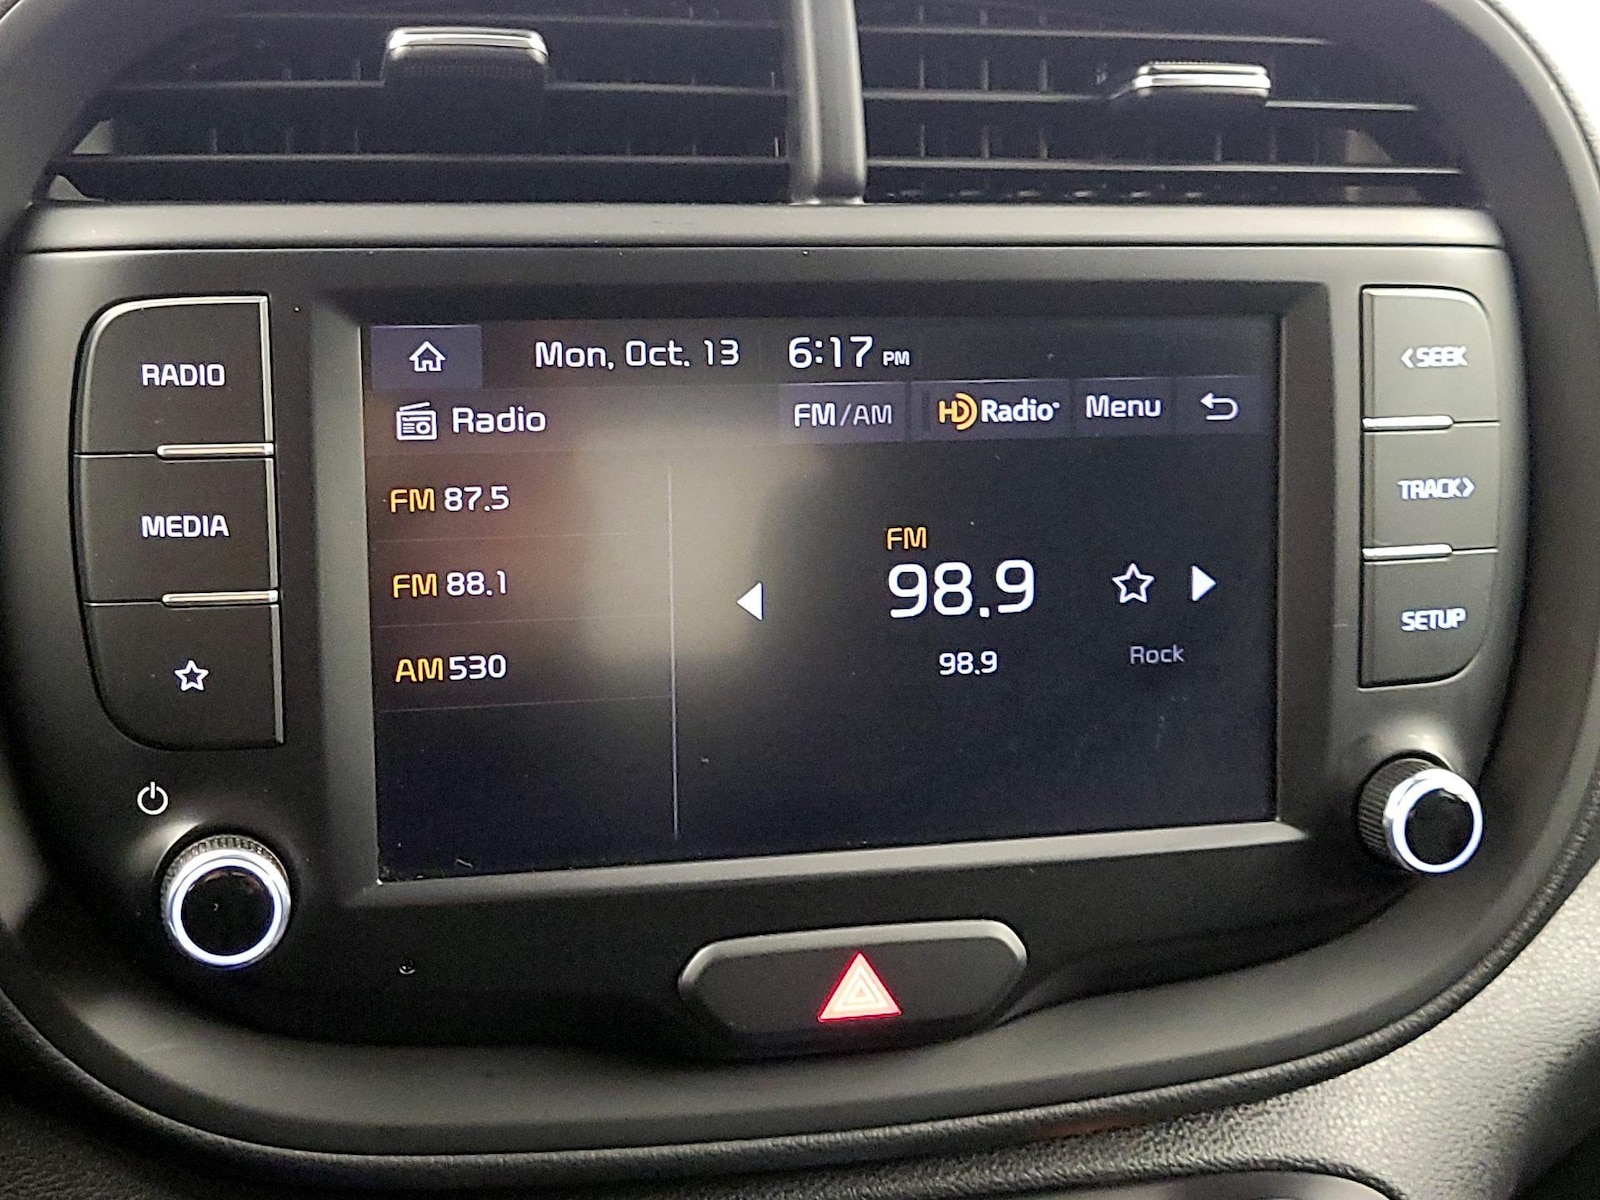 RADIO
MEDIA
Mon, Oct. 13 6:17 PM
Radio FM/AM HD Radio Menu
FM 87.5
FM 88.1
AM 530
FM
98.9
98.9 Rock
<SEEK
TRACK>
SETUP